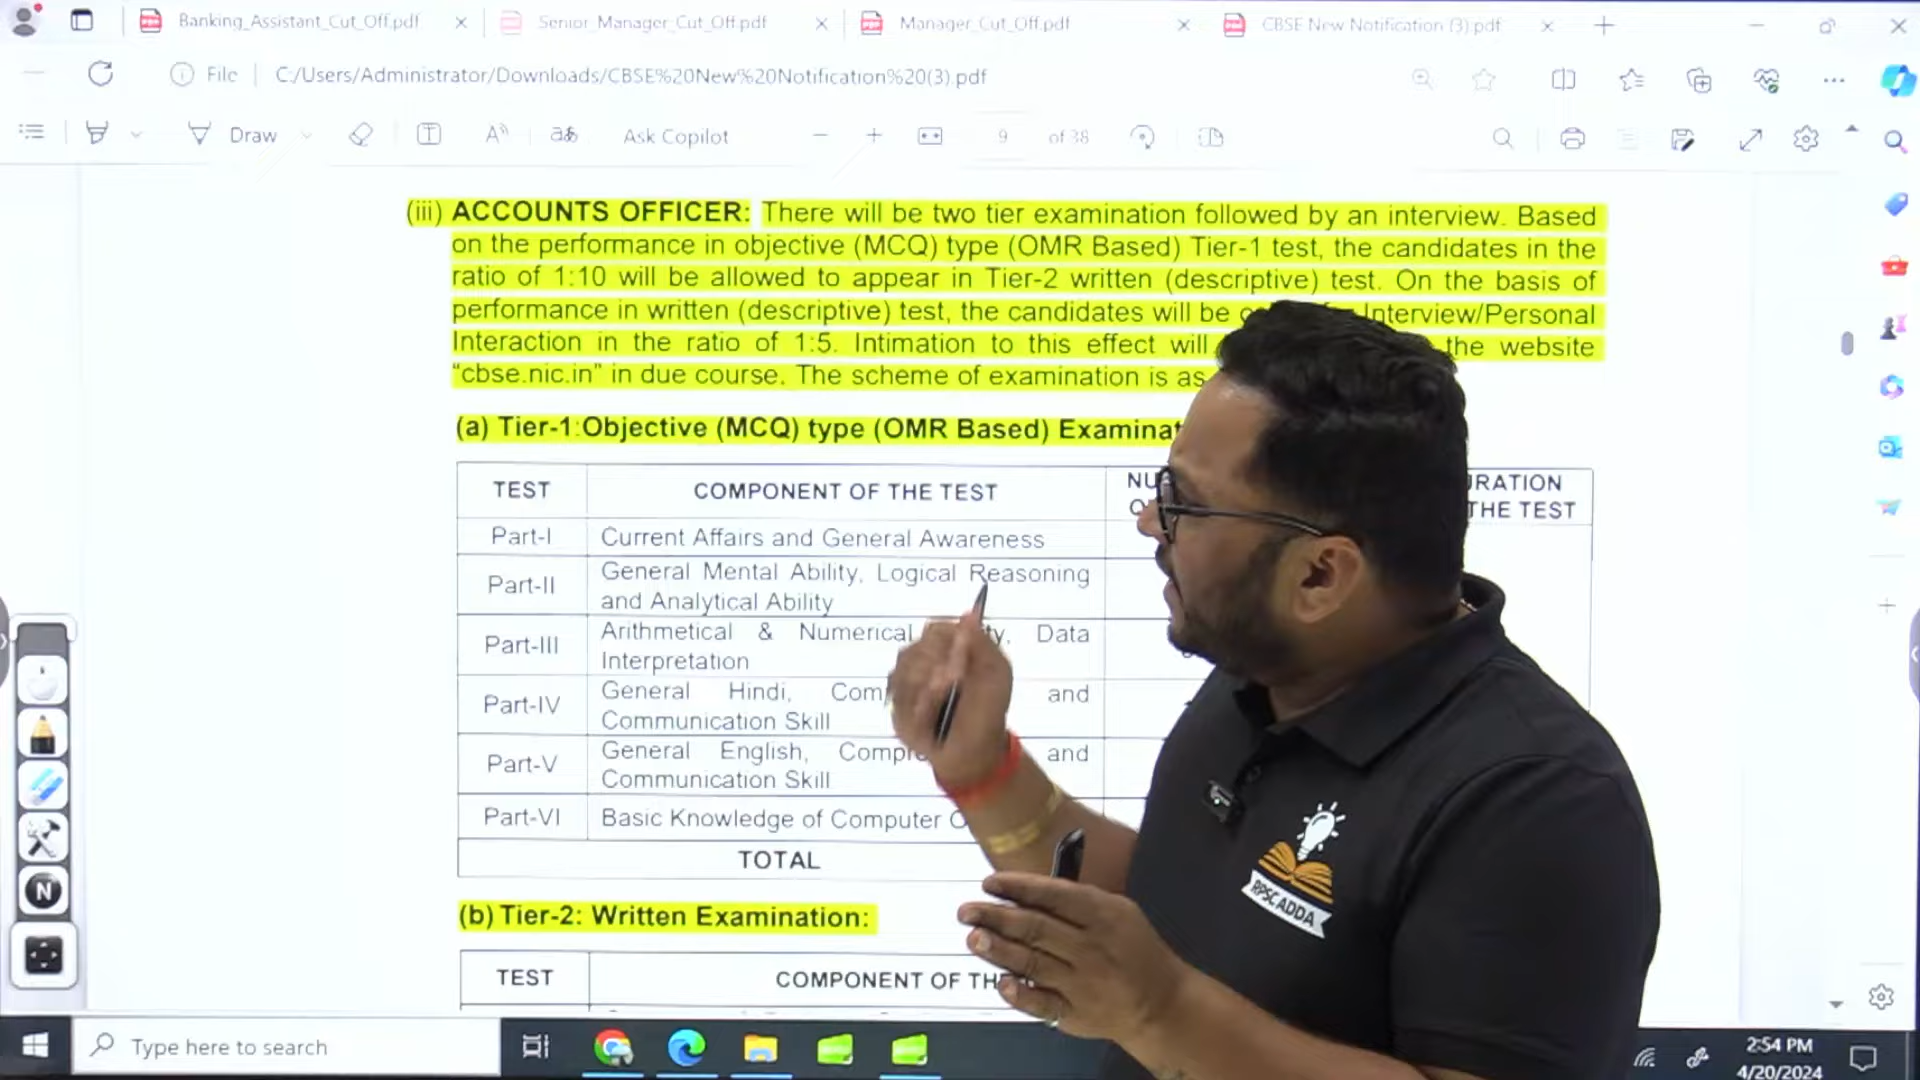 Banking_Assistant_Cut_Off.pdf
Senior_Manager_Cut_Off.pdf
Manager_Cut_Off.pdf
CBSE New Notification (3).pdf
File
C:/Users/Administrator/Downloads/CBSE%20New%20Notification%20(3).pdf
Draw
Ask Copilot
9 of 38
(iii) ACCOUNTS OFFICER: There will be two tier examination followed by an interview. Based
on the performance in objective (MCQ) type (OMR Based) Tier-1 test, the candidates in the
ratio of 1:10 will be allowed to appear in Tier-2 written (descriptive) test. On the basis of
performance in written (descriptive) test, the candidates will be Interview/Personal
Interaction in the ratio of 1:5. Intimation to this effect will the website
“cbse.nic.in” in due course. The scheme of examination is as
(a) Tier-1:Objective (MCQ) type (OMR Based)
TEST COMPONENT OF THE TEST
THE TEST
Part-I Current Affairs and General Awareness
Part-II General Mental Ability, Logical Reasoning
and Analytical Ability
Part-III Arithmetical & Numerical Data
Interpretation
Part-IV General Hindi, and
Communication Skill
Part-V General English, and
Communication Skill
Part-VI Basic Knowledge of Computer
TOTAL
(b) Tier-2: Written Examination:
TEST COMPONENT OF
RPSC ADDA
N
Type here to search
2:54 PM
4/20/2024